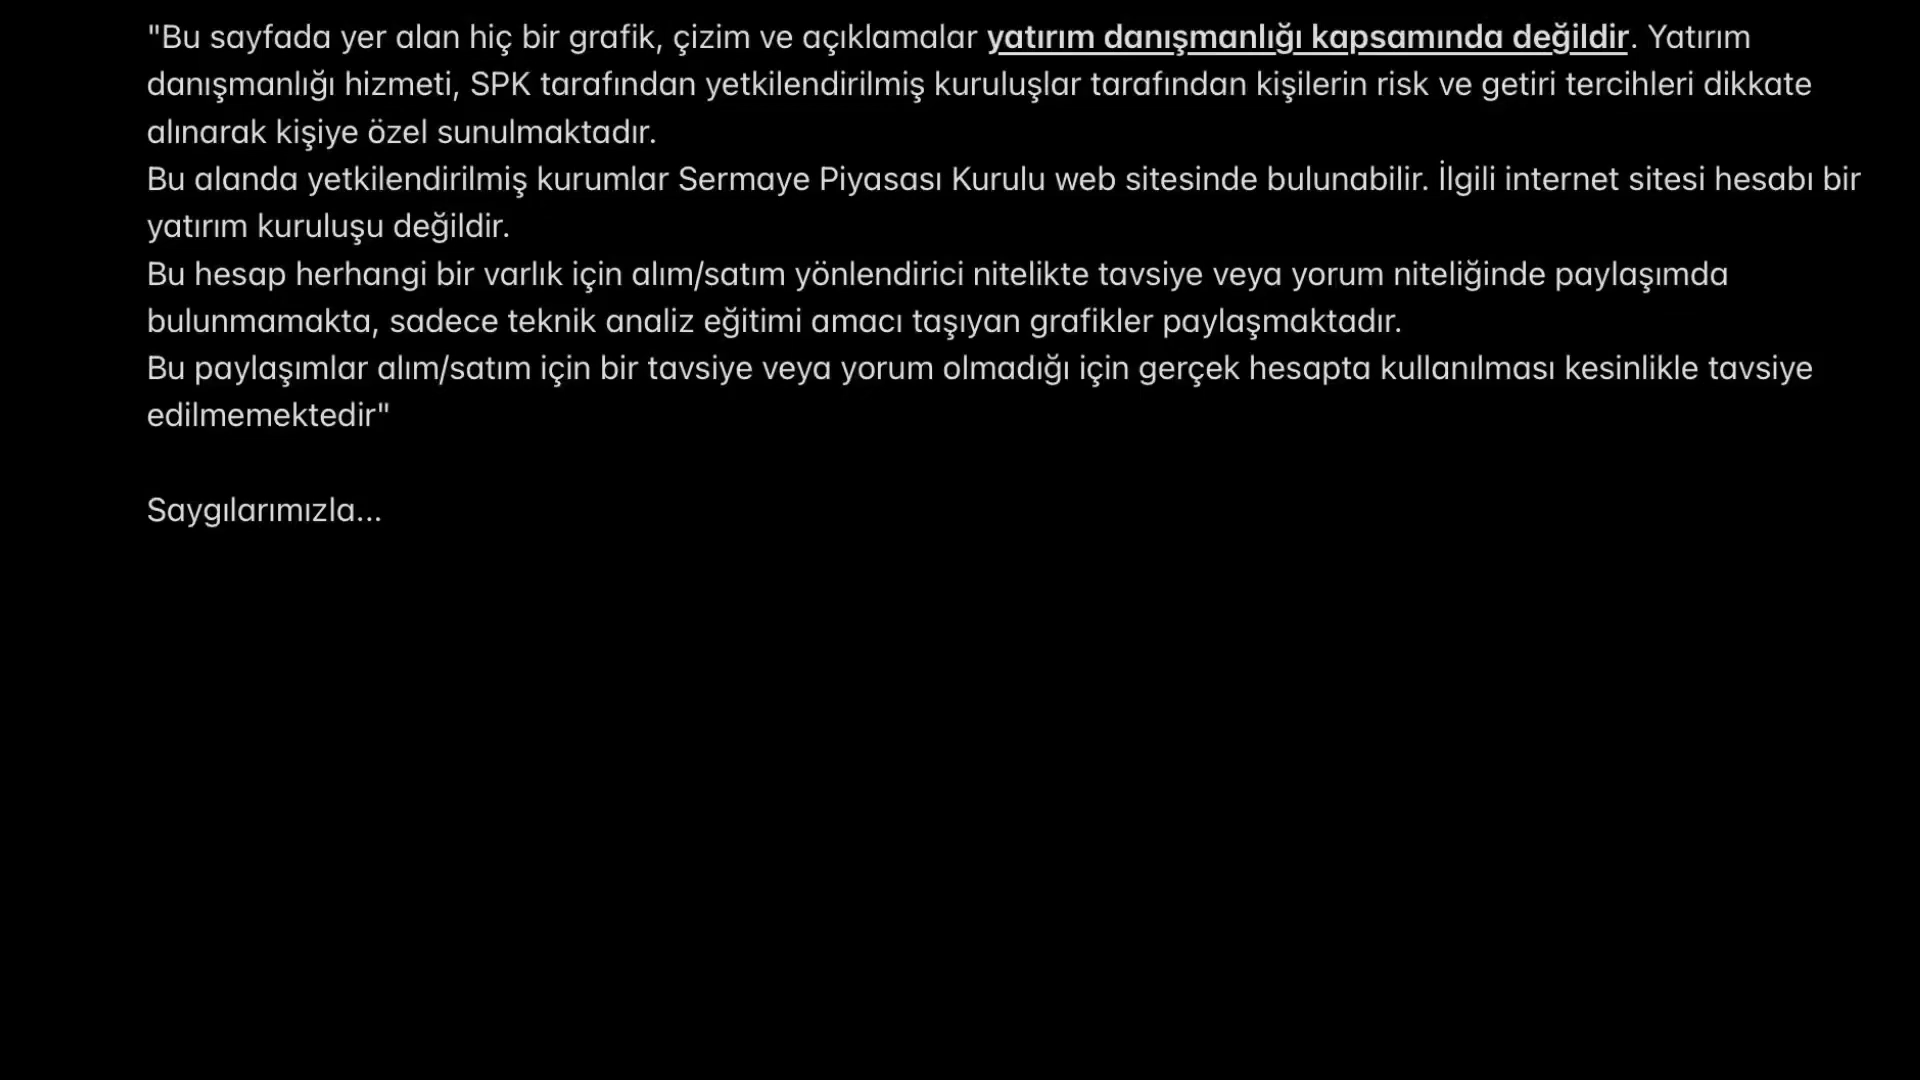 "Bu sayfada yer alan hiç bir grafik, çizim ve açıklamalar yatırım danışmanlığı kapsamında değildir. Yatırım
danışmanlığı hizmeti, SPK tarafından yetkilendirilmiş kuruluşlar tarafından kişilerin risk ve getiri tercihleri dikkate
alınarak kişiye özel sunulmaktadır.
Bu alanda yetkilendirilmiş kurumlar Sermaye Piyasası Kurulu web sitesinde bulunabilir. İlgili internet sitesi hesabı bir
yatırım kuruluşu değildir.
Bu hesap herhangi bir varlık için alım/satım yönlendirici nitelikte tavsiye veya yorum niteliğinde paylaşımda
bulunmamakta, sadece teknik analiz eğitimi amacı taşıyan grafikler paylaşmaktadır.
Bu paylaşımlar alım/satım için bir tavsiye veya yorum olmadığı için gerçek hesapta kullanılması kesinlikle tavsiye
edilmemektedir"
Saygılarımızla...